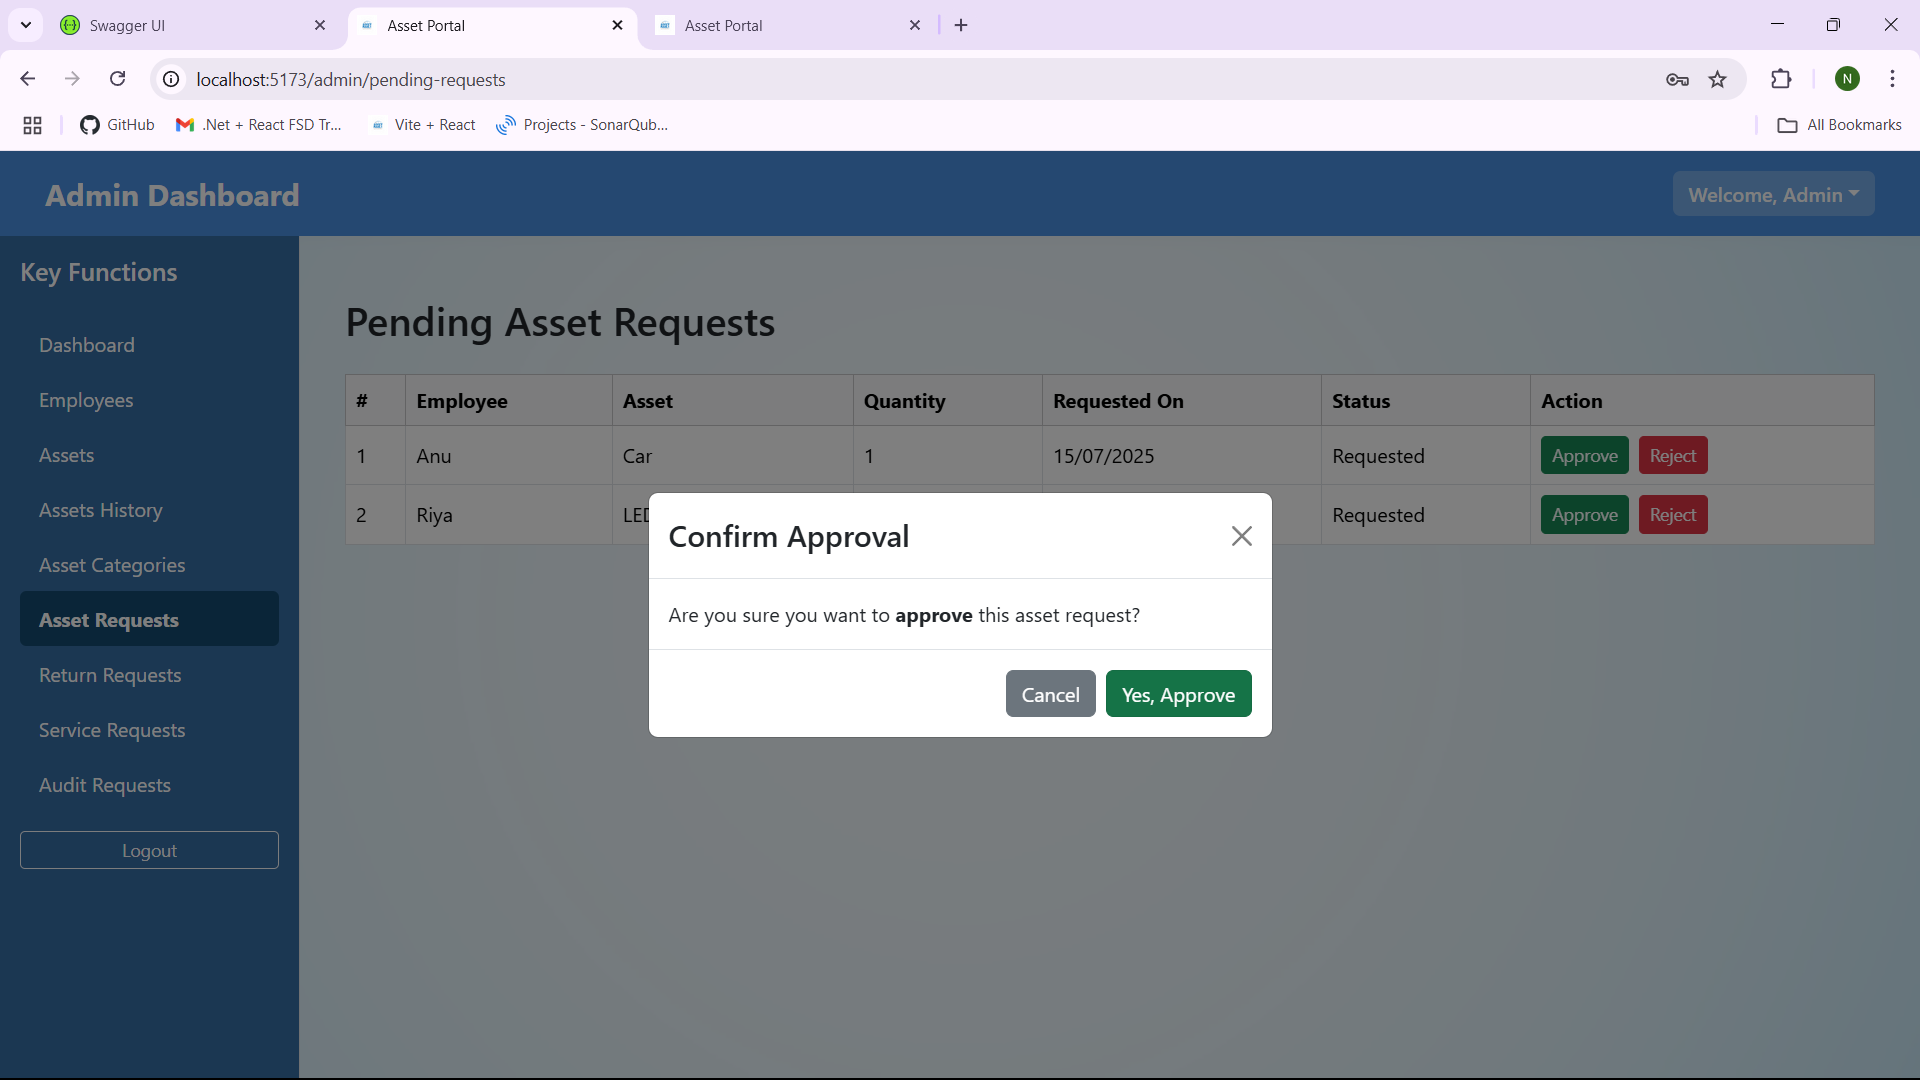 Swagger UI
Asset Portal
Asset Portal
localhost:5173/admin/pending-requests
N
GitHub
.Net + React FSD Tr...
Vite + React
Projects - SonarQub...
All Bookmarks
Admin Dashboard
Welcome, Admin
Key Functions
Dashboard
Employees
Assets
Assets History
Asset Categories
Asset Requests
Return Requests
Service Requests
Audit Requests
Logout
Pending Asset Requests
# Employee Asset Quantity Requested On Status Action
1 Anu Car 1 15/07/2025 Requested Approve Reject
2 Riya Requested Approve Reject
Confirm Approval
Are you sure you want to approve this asset request?
Cancel Yes, Approve